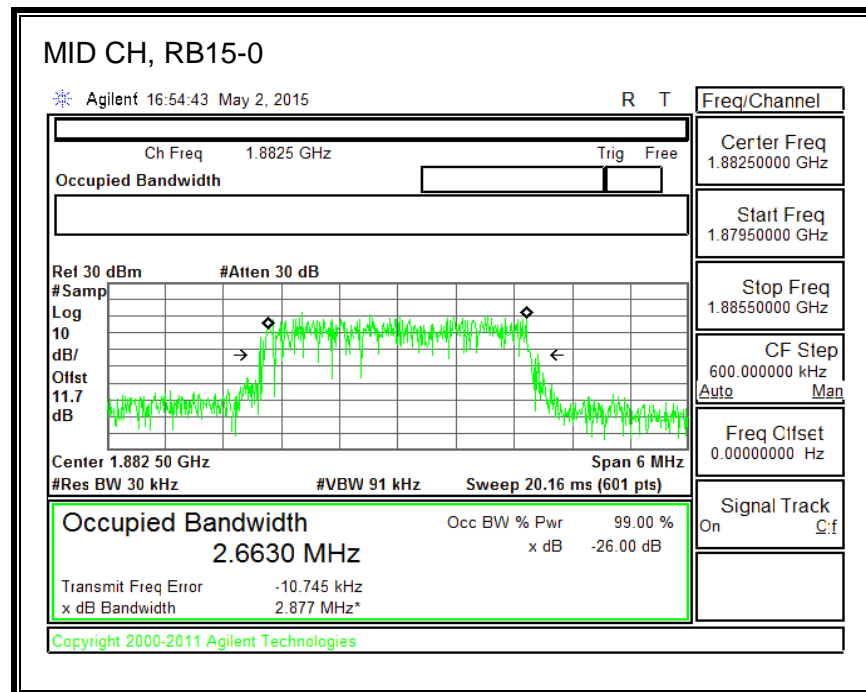 MID CH, RB15-0
Agilent 16:54:43 May 2, 2015 R T
Freq/Channel
Ch Freq 1.8825 GHz Trig Free
Occupied Bandwidth
Center Freq
1.88250000 GHz
Start Freq
1.87950000 GHz
Stop Freq
1.88550000 GHz
CF Step
600.000000 kHz
Auto Man
Freq Offset
0.00000000 Hz
Signal Track
On Off
Ref 30 dBm #Atten 30 dB
#Samp
Log
10
dB/
Offst
11.7
dB
Center 1.882 50 GHz Span 6 MHz
#Res BW 30 kHz #VBW 91 kHz Sweep 20.16 ms (601 pts)
Occupied Bandwidth Occ BW % Pwr 99.00 %
2.6630 MHz x dB -26.00 dB
Transmit Freq Error -10.745 kHz
x dB Bandwidth 2.877 MHz*
Copyright 2000-2011 Agilent Technologies